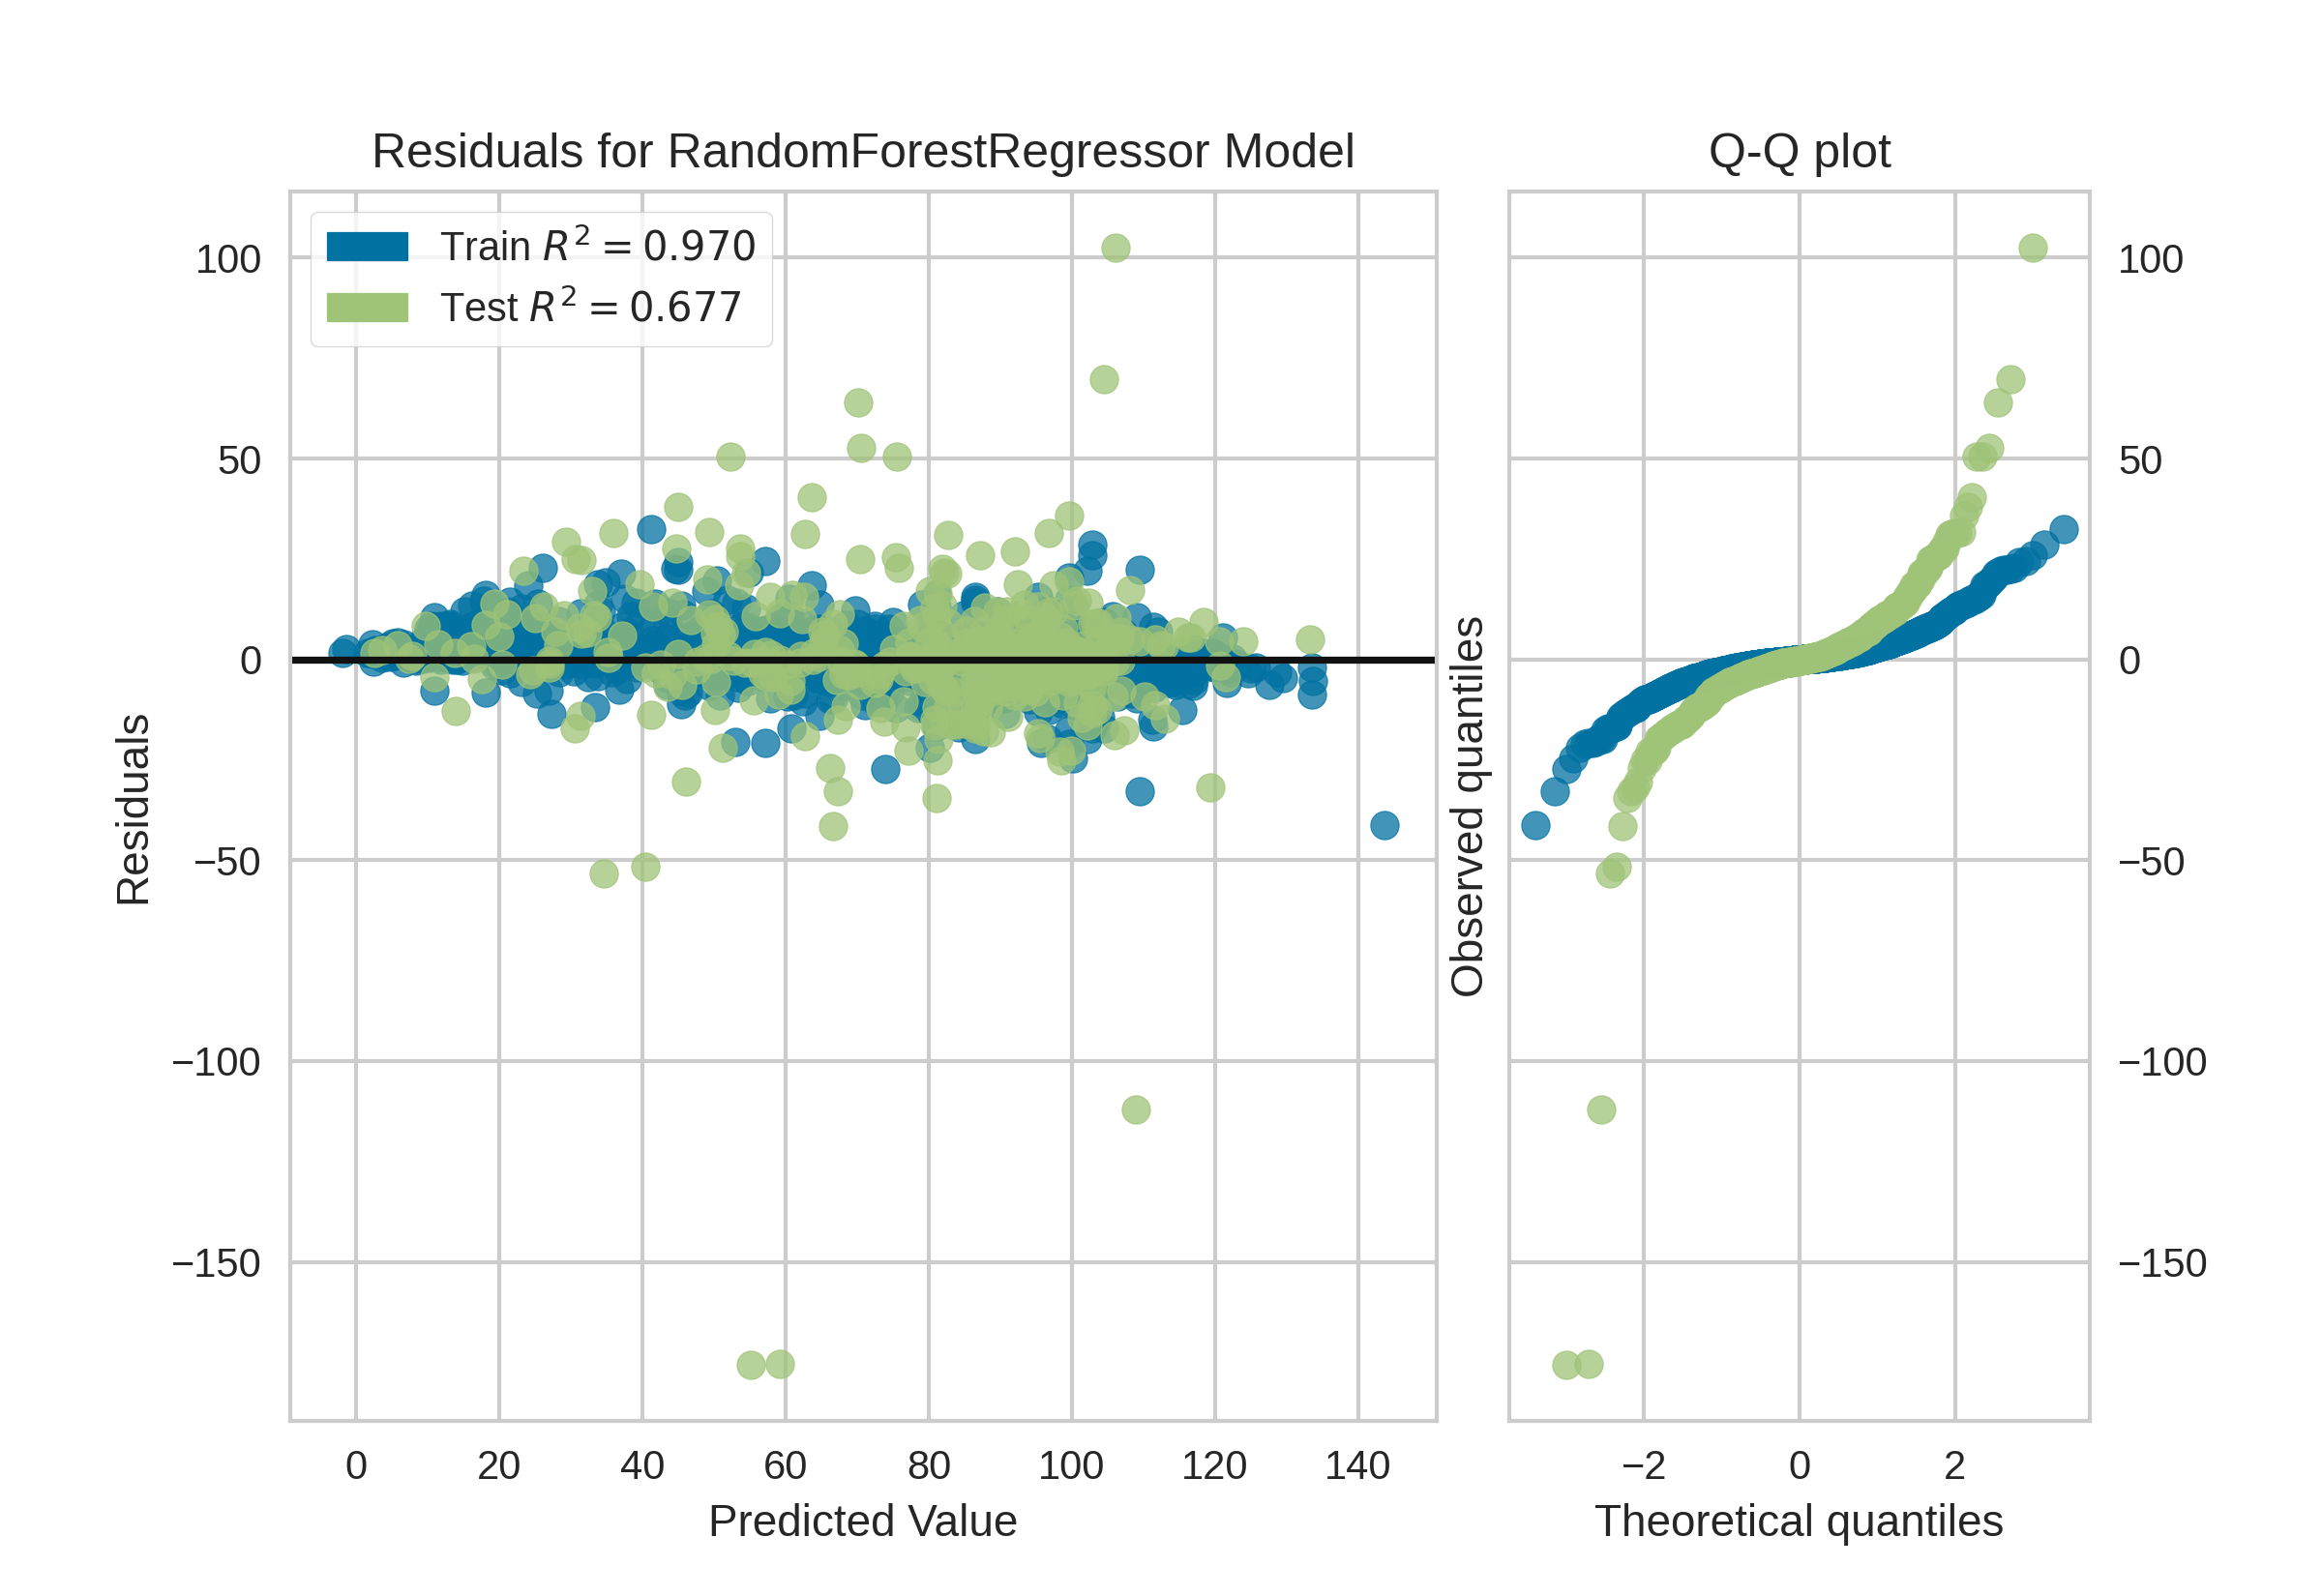 Residuals for RandomForestRegressor Model
Train R² = 0.970
Test R² = 0.677
100
50
0
−50
−100
−150
Residuals
0 20 40 60 80 100 120 140
Predicted Value
Q-Q plot
Observed quantiles
100
50
0
−50
−100
−150
−2 0 2
Theoretical quantiles